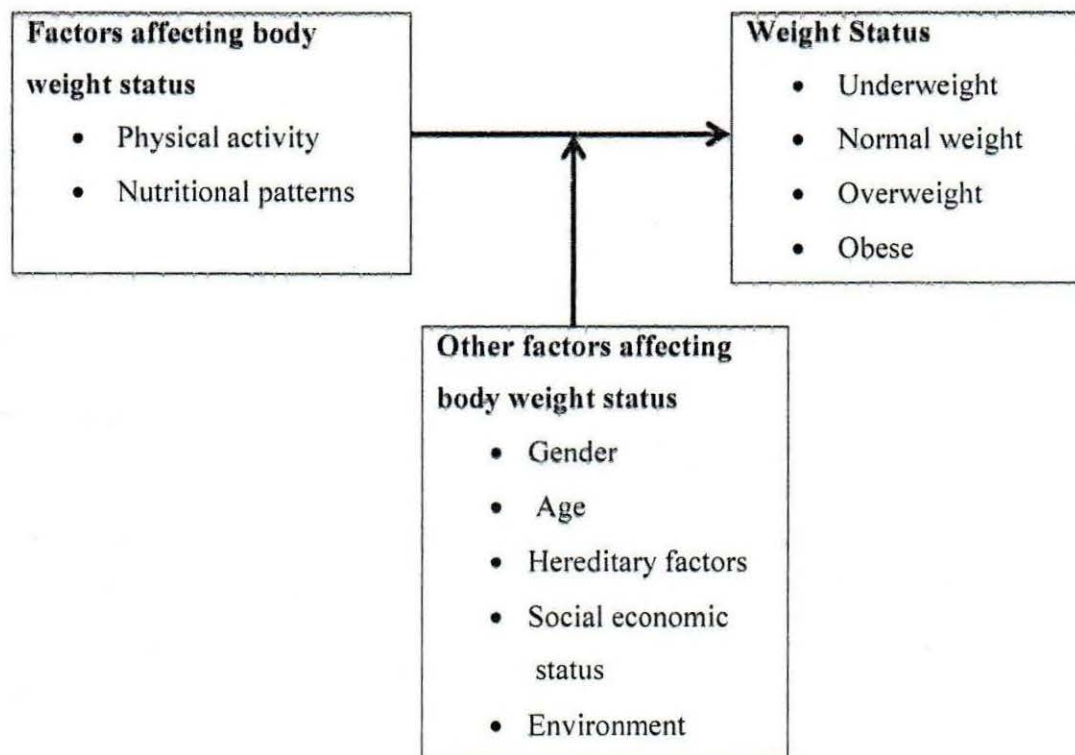 Factors affecting body
weight status
• Physical activity
• Nutritional patterns
Weight Status
• Underweight
• Normal weight
• Overweight
• Obese
Other factors affecting
body weight status
• Gender
• Age
• Hereditary factors
• Social economic
status
• Environment